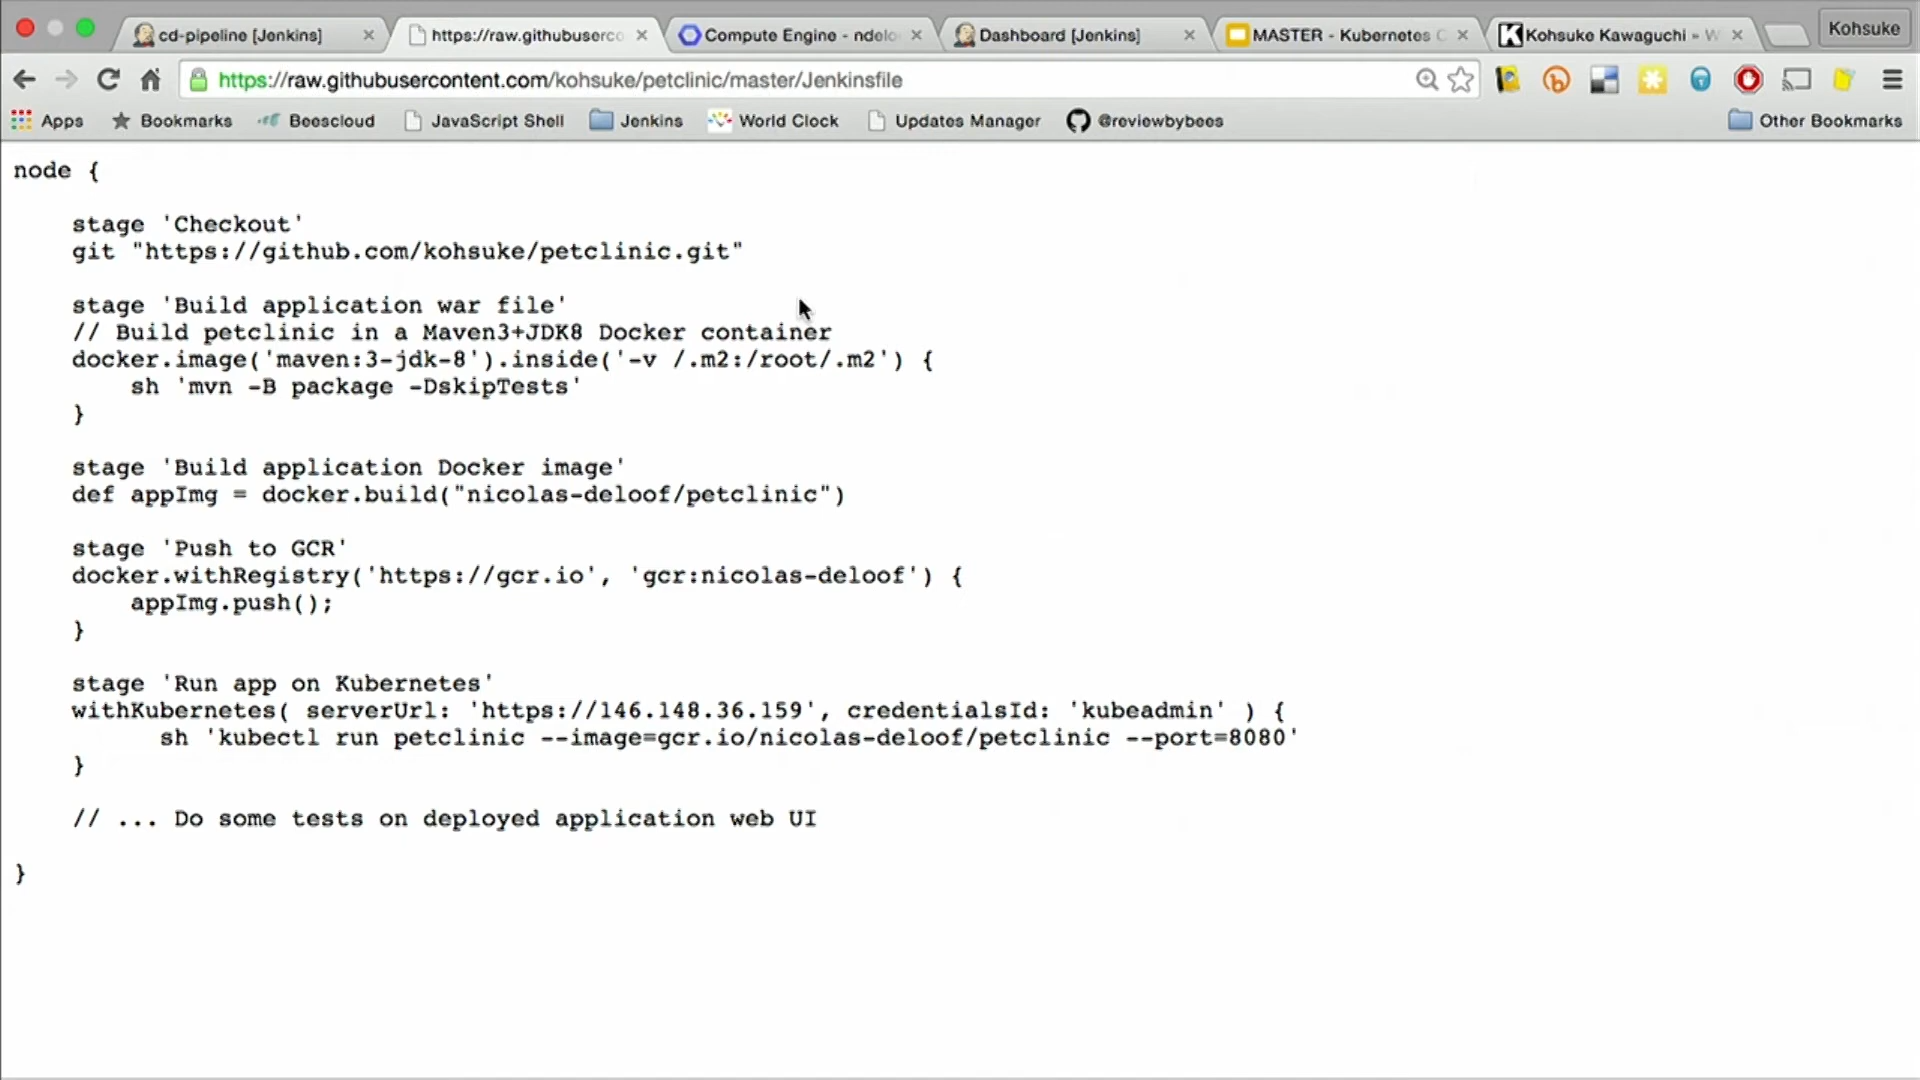 cd-pipeline [Jenkins]
https://raw.githubuserco
Compute Engine - ndelo
Dashboard [Jenkins]
MASTER - Kubernetes C
Kohsuke Kawaguchi » W
Kohsuke
https://raw.githubusercontent.com/kohsuke/petclinic/master/Jenkinsfile
Apps Bookmarks Beescloud JavaScript Shell Jenkins World Clock Updates Manager @reviewbybees Other Bookmarks
node {
stage 'Checkout'
git "https://github.com/kohsuke/petclinic.git"
stage 'Build application war file'
// Build petclinic in a Maven3+JDK8 Docker container
docker.image('maven:3-jdk-8').inside('-v /.m2:/root/.m2') {
sh 'mvn -B package -DskipTests'
}
stage 'Build application Docker image'
def appImg = docker.build("nicolas-deloof/petclinic")
stage 'Push to GCR'
docker.withRegistry('https://gcr.io', 'gcr:nicolas-deloof') {
appImg.push();
}
stage 'Run app on Kubernetes'
withKubernetes( serverUrl: 'https://146.148.36.159', credentialsId: 'kubeadmin' ) {
sh 'kubectl run petclinic --image=gcr.io/nicolas-deloof/petclinic --port=8080'
}
// ... Do some tests on deployed application web UI
}